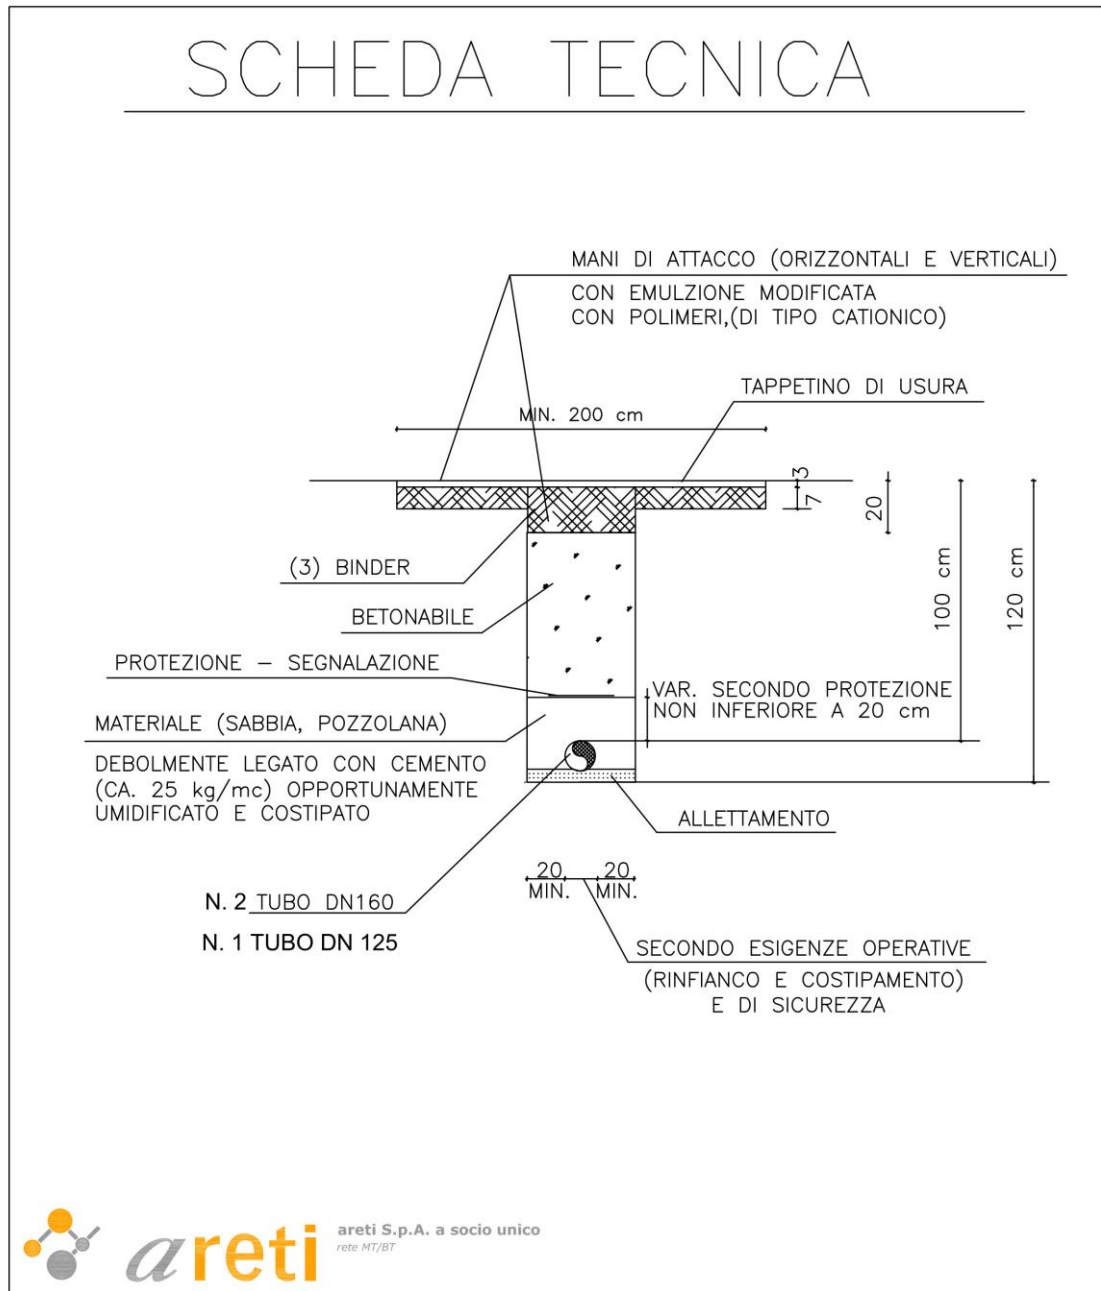 SCHEDA TECNICA
MANI DI ATTACCO (ORIZZONTALI E VERTICALI)
CON EMULZIONE MODIFICATA
CON POLIMERI,(DI TIPO CATIONICO)
TAPPETINO DI USURA
MIN. 200 cm
3
7
20
100 cm
120 cm
(3) BINDER
BETONABILE
PROTEZIONE – SEGNALAZIONE
VAR. SECONDO PROTEZIONE
NON INFERIORE A 20 cm
MATERIALE (SABBIA, POZZOLANA)
DEBOLMENTE LEGATO CON CEMENTO
(CA. 25 kg/mc) OPPORTUNAMENTE
UMIDIFICATO E COSTIPATO
ALLETTAMENTO
20 20
MIN. MIN.
N. 2 TUBO DN160
N. 1 TUBO DN 125
SECONDO ESIGENZE OPERATIVE
(RINFIANCO E COSTIPAMENTO)
E DI SICUREZZA
areti
areti S.p.A. a socio unico
rete MT/BT